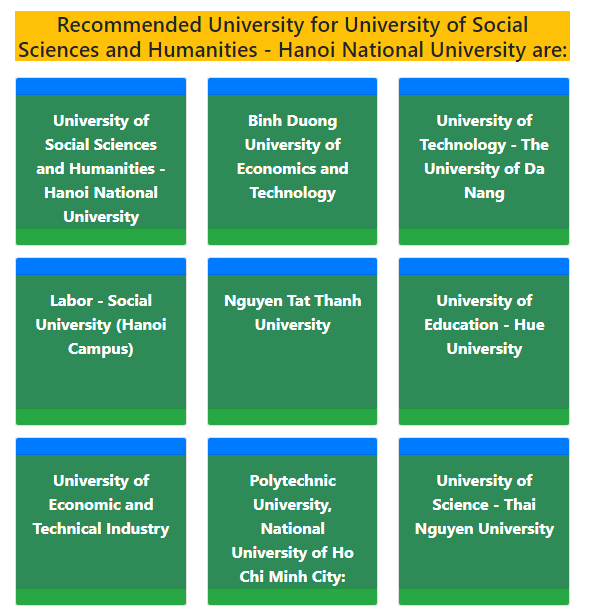 Recommended University for University of Social
Sciences and Humanities - Hanoi National University are:
University of
Social Sciences
and Humanities -
Hanoi National
University
Binh Duong
University of
Economics and
Technology
University of
Technology - The
University of Da
Nang
Labor - Social
University (Hanoi
Campus)
Nguyen Tat Thanh
University
University of
Education - Hue
University
University of
Economic and
Technical Industry
Polytechnic
University,
National
University of Ho
Chi Minh City:
University of
Science - Thai
Nguyen University